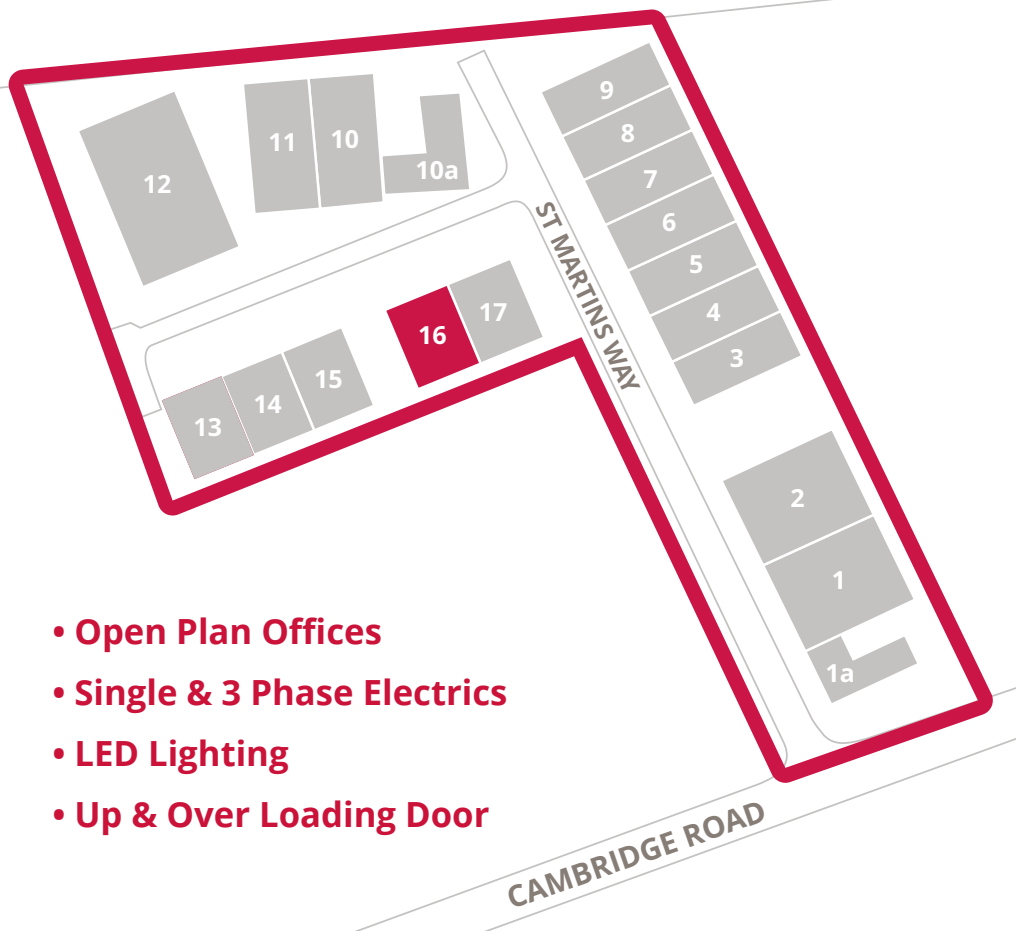 9
8
7
6
5
4
3
2
1
1a
12
11
10
10a
ST MARTINS WAY
17
16
15
14
13
• Open Plan Offices
• Single & 3 Phase Electrics
• LED Lighting
• Up & Over Loading Door
CAMBRIDGE ROAD